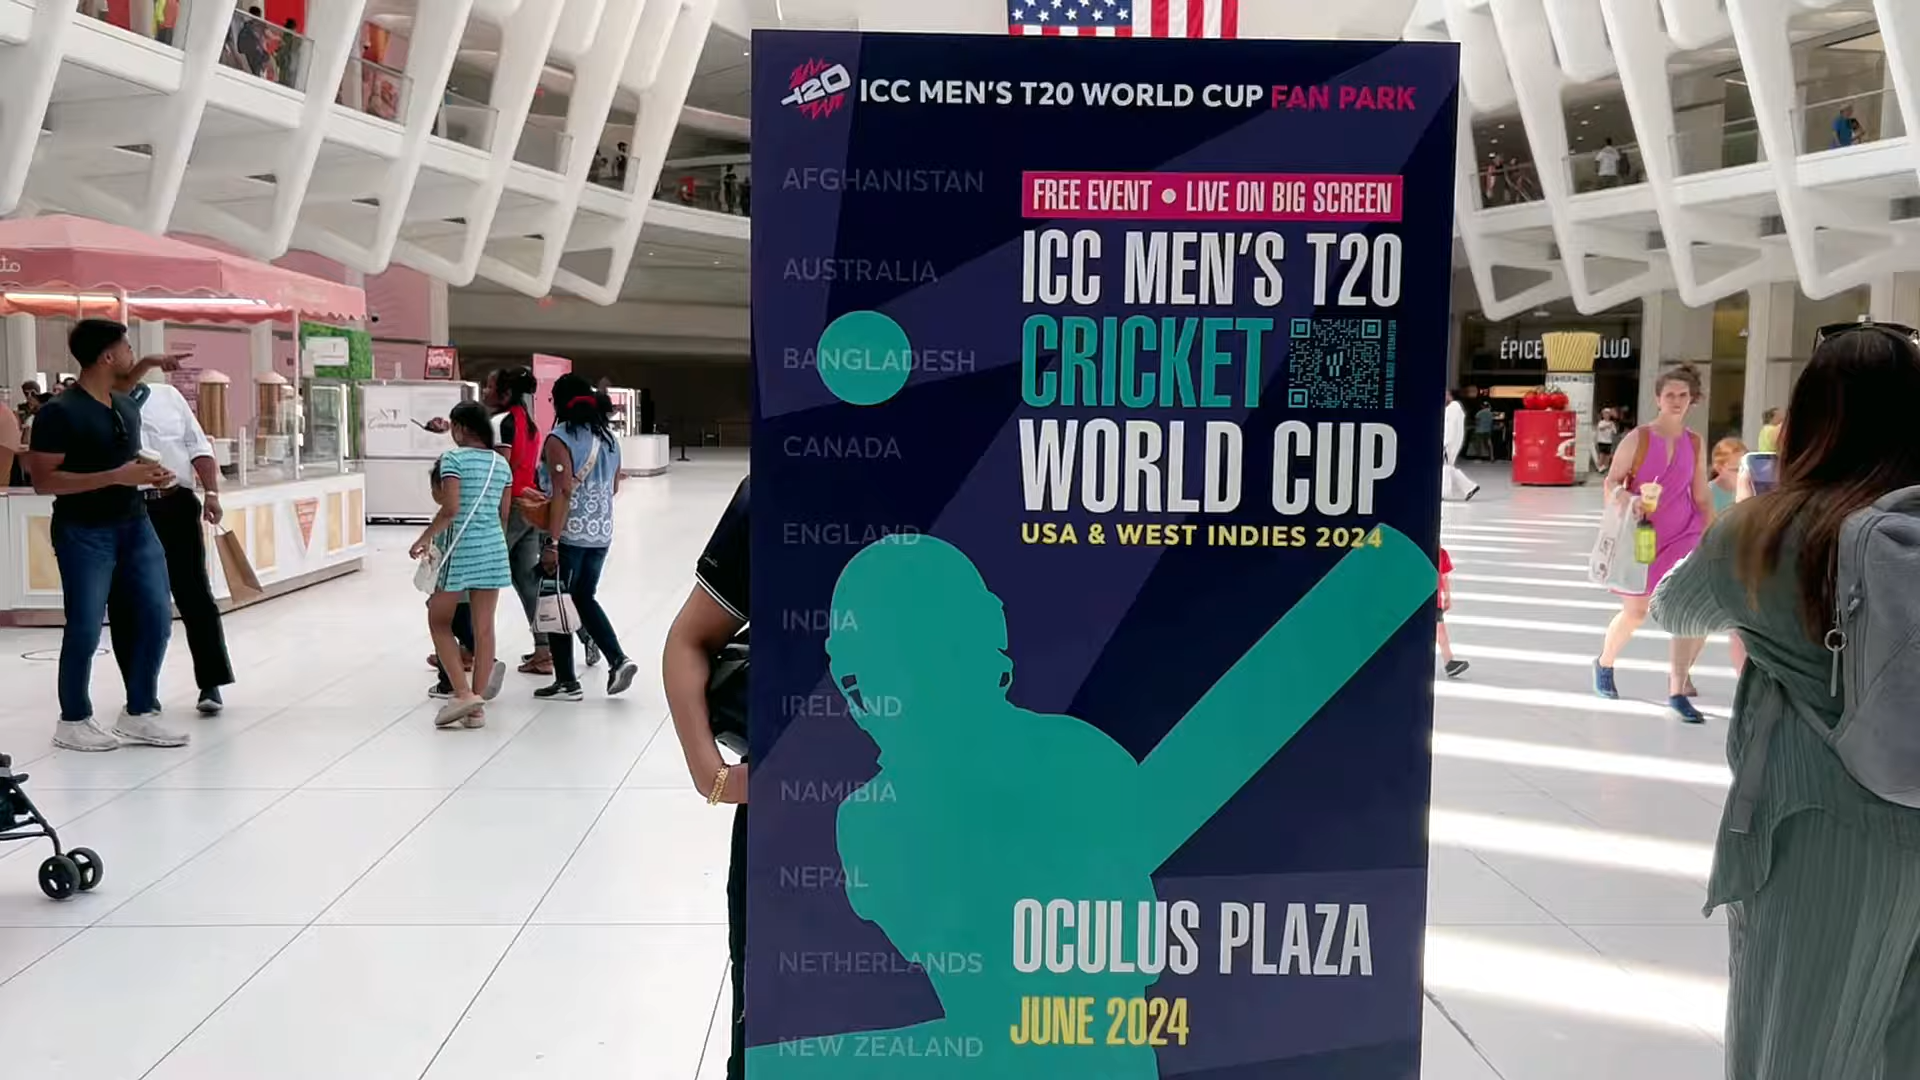 T20 ICC MEN'S T20 WORLD CUP FAN PARK
AFGHANISTAN
AUSTRALIA
BANGLADESH
CANADA
ENGLAND
INDIA
IRELAND
NAMIBIA
NEPAL
NETHERLANDS
NEW ZEALAND
FREE EVENT • LIVE ON BIG SCREEN
ICC MEN'S T20
CRICKET
WORLD CUP
USA & WEST INDIES 2024
OCULUS PLAZA
JUNE 2024